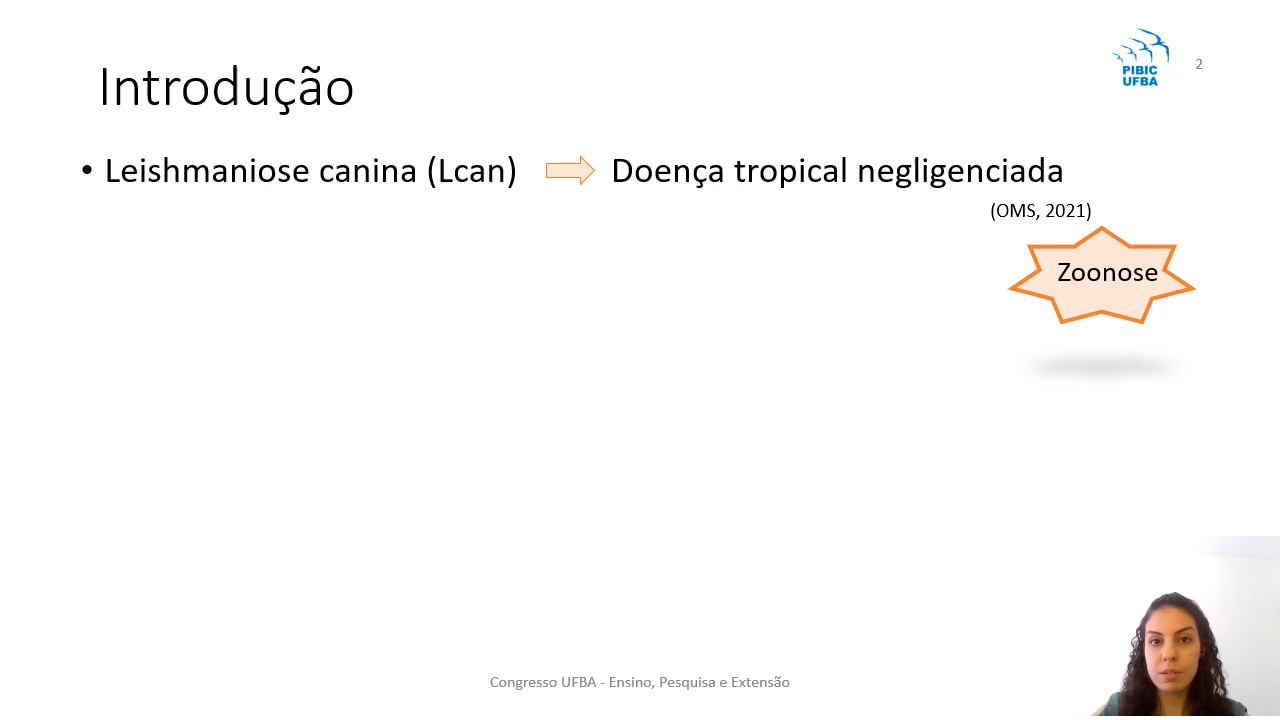 PIBIC
UFBA
2
Introdução
• Leishmaniose canina (Lcan) Doença tropical negligenciada
(OMS, 2021)
Zoonose
Congresso UFBA - Ensino, Pesquisa e Extensão